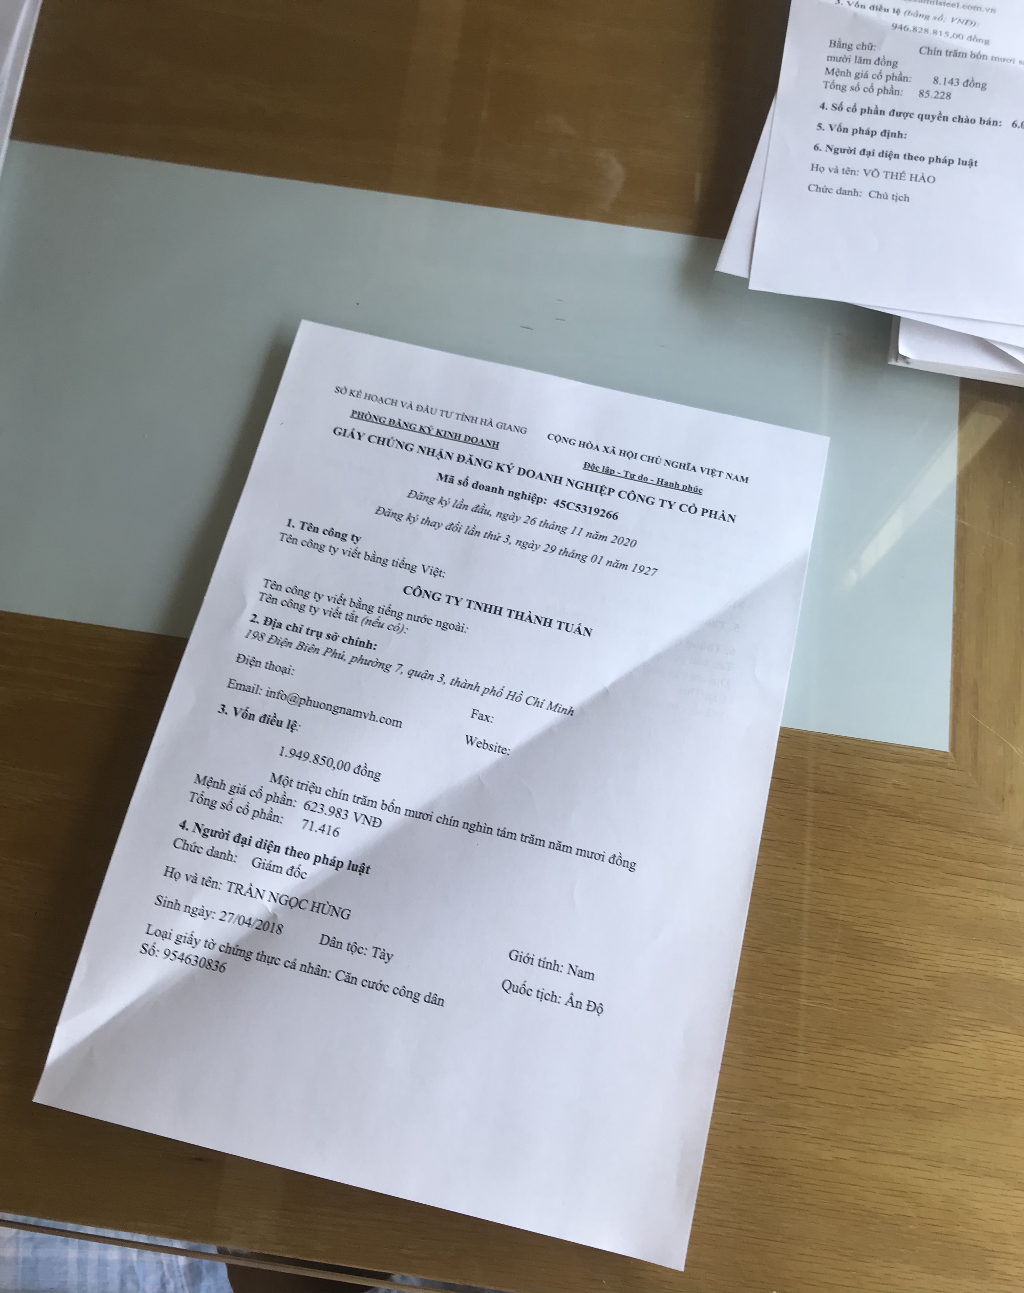 SỞ KẾ HOẠCH VÀ ĐẦU TƯ TỈNH HÀ GIANG
PHÒNG ĐĂNG KÝ KINH DOANH
CỘNG HÒA XÃ HỘI CHỦ NGHĨA VIỆT NAM
Độc lập - Tự do - Hạnh phúc
GIẤY CHỨNG NHẬN ĐĂNG KÝ DOANH NGHIỆP CÔNG TY CỔ PHẦN
Mã số doanh nghiệp: 45C5319266
Đăng ký lần đầu, ngày 26 tháng 11 năm 2020
Đăng ký thay đổi lần thứ 3, ngày 29 tháng 01 năm 1927
1. Tên công ty
Tên công ty viết bằng tiếng Việt:
CÔNG TY TNHH THÀNH TUẤN
Tên công ty viết bằng tiếng nước ngoài:
Tên công ty viết tắt (nếu có):
2. Địa chỉ trụ sở chính:
198 Điện Biên Phủ, phường 7, quận 3, thành phố Hồ Chí Minh
Điện thoại:
Fax:
Email: info@phuongnamvh.com
Website:
3. Vốn điều lệ:
1.949.850,00 đồng
Một triệu chín trăm bốn mươi chín nghìn tám trăm năm mươi đồng
Mệnh giá cổ phần: 623.983 VNĐ
Tổng số cổ phần: 71.416
4. Người đại diện theo pháp luật
Chức danh: Giám đốc
Họ và tên: TRẦN NGỌC HÙNG
Giới tính: Nam
Sinh ngày: 27/04/2018
Dân tộc: Tày
Quốc tịch: Ấn Độ
Loại giấy tờ chứng thực cá nhân: Căn cước công dân
Số: 954630836
3. Vốn điều lệ (bằng số; VNĐ):
946.828.815,00 đồng
Bằng chữ: Chín trăm bốn mươi
mười lăm đồng
Mệnh giá cổ phần: 8.143 đồng
Tổng số cổ phần: 85.228
4. Số cổ phần được quyền chào bán:
5. Vốn pháp định:
6. Người đại diện theo pháp luật
Họ và tên: VÕ THẾ HÀO
Chức danh: Chủ tịch